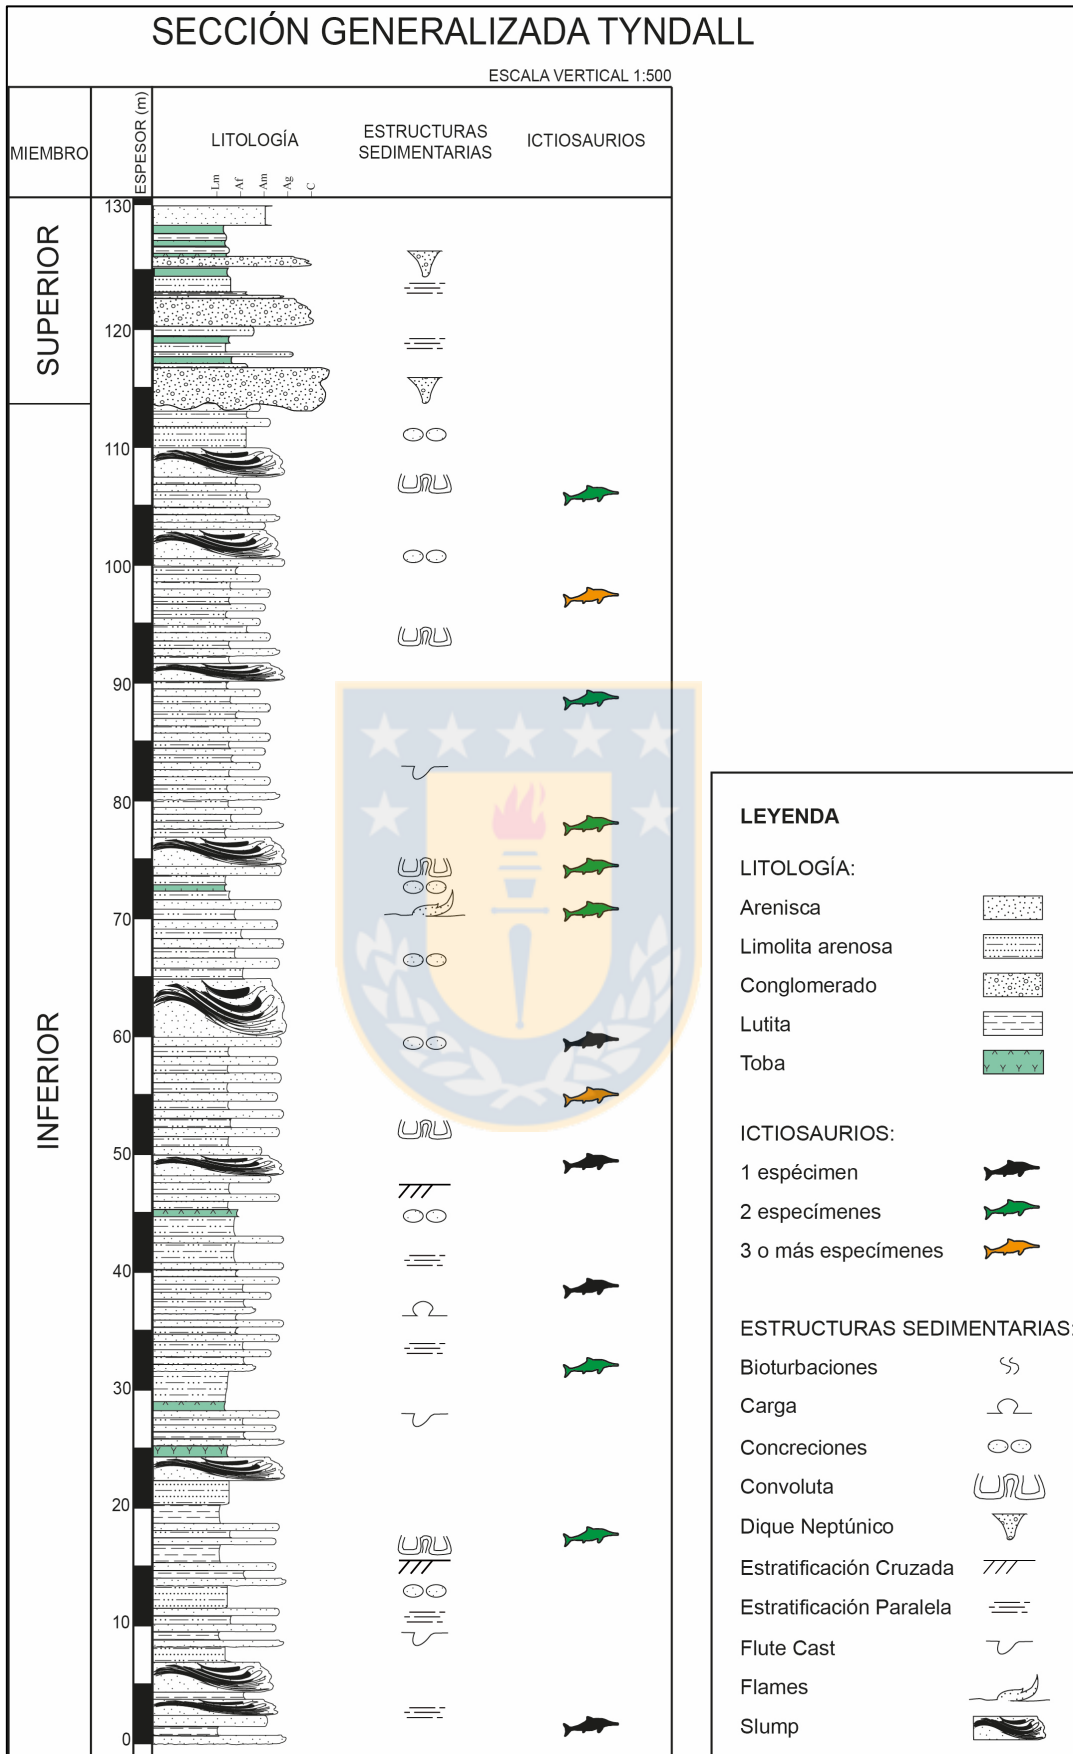 SECCIÓN GENERALIZADA TYNDALL
ESCALA VERTICAL 1:500
MIEMBRO
ESPESOR (m)
LITOLOGÍA
Lm
Af
Am
Ag
C
ESTRUCTURAS
SEDIMENTARIAS
ICTIOSAURIOS
SUPERIOR
INFERIOR
130
120
110
100
90
80
70
60
50
40
30
20
10
0
LEYENDA
LITOLOGÍA:
Arenisca
Limolita arenosa
Conglomerado
Lutita
Toba
ICTIOSAURIOS:
1 espécimen
2 especímenes
3 o más especímenes
ESTRUCTURAS SEDIMENTARIAS:
Bioturbaciones
Carga
Concreciones
Convoluta
Dique Neptúnico
Estratificación Cruzada
Estratificación Paralela
Flute Cast
Flames
Slump